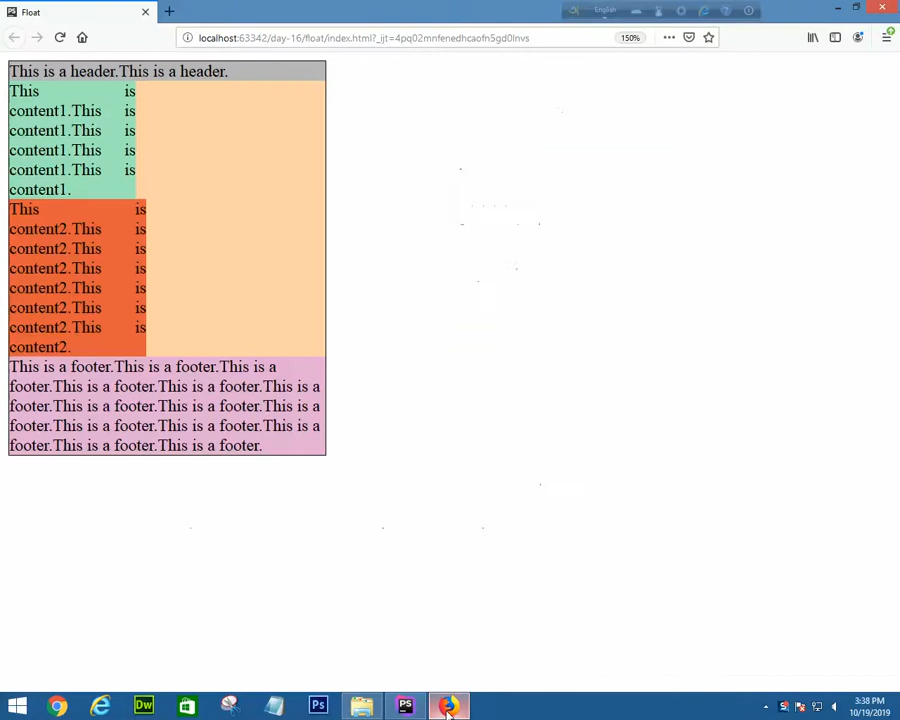 Float
English
localhost:63342/day-16/float/index.html?_ijt=4pq02mnfenedhcaofn5gd0lnvs
150%
This is a header.This is a header.
This is
content1.This is
content1.This is
content1.This is
content1.This is
content1.
This is
content2.This is
content2.This is
content2.This is
content2.This is
content2.This is
content2.This is
content2.
This is a footer.This is a footer.This is a
footer.This is a footer.This is a footer.This is a
footer.This is a footer.This is a footer.This is a
footer.This is a footer.This is a footer.This is a
footer.This is a footer.This is a footer.
Dw
PS
Ps
3:38 PM
10/19/2019